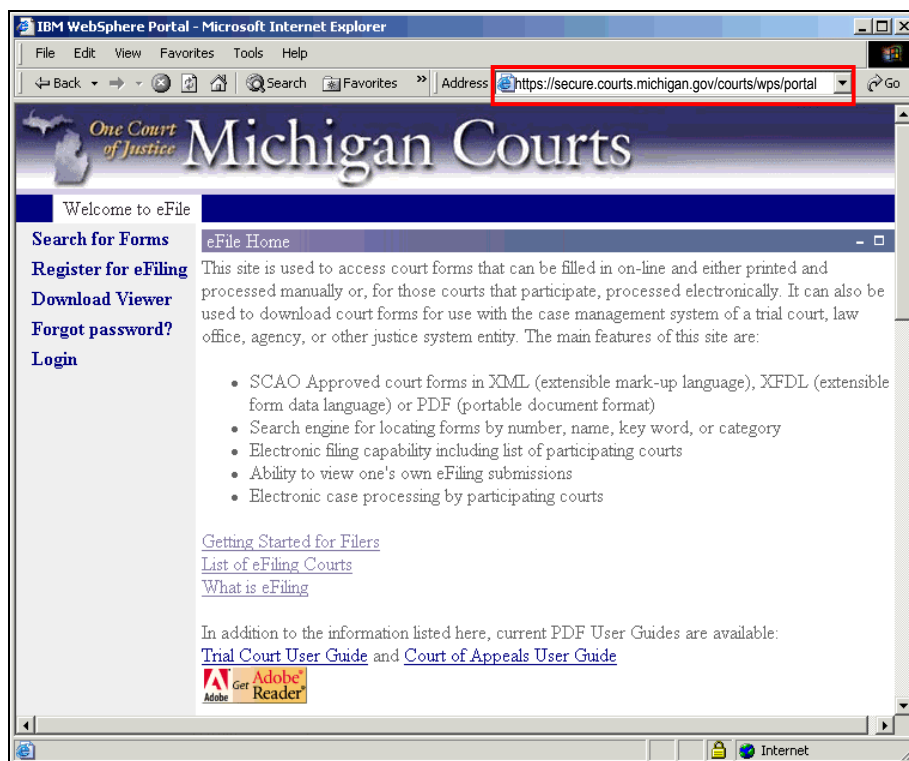 IBM WebSphere Portal - Microsoft Internet Explorer
File Edit View Favorites Tools Help
Back Search Favorites » Address https://secure.courts.michigan.gov/courts/wps/portal Go
One Court of Justice Michigan Courts
Welcome to eFile
Search for Forms
Register for eFiling
Download Viewer
Forgot password?
Login
eFile Home
This site is used to access court forms that can be filled in on-line and either printed and
processed manually or, for those courts that participate, processed electronically. It can also be
used to download court forms for use with the case management system of a trial court, law
office, agency, or other justice system entity. The main features of this site are:
• SCAO Approved court forms in XML (extensible mark-up language), XFDL (extensible
form data language) or PDF (portable document format)
• Search engine for locating forms by number, name, key word, or category
• Electronic filing capability including list of participating courts
• Ability to view one's own eFiling submissions
• Electronic case processing by participating courts
Getting Started for Filers
List of eFiling Courts
What is eFiling
In addition to the information listed here, current PDF User Guides are available:
Trial Court User Guide and Court of Appeals User Guide
Adobe Get Adobe® Reader®
Internet